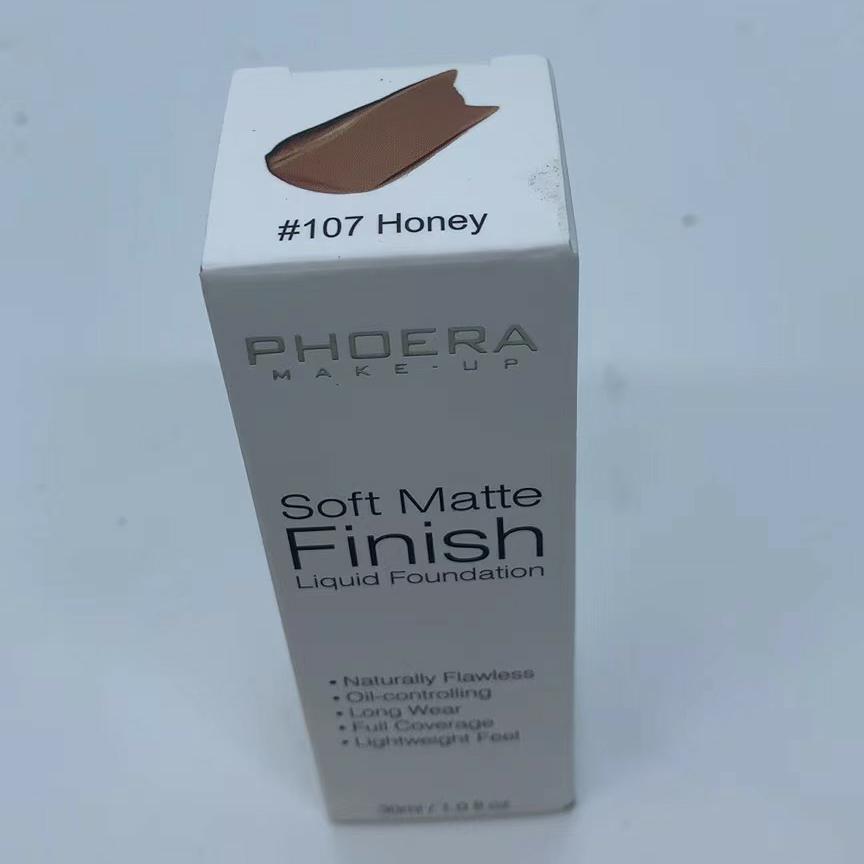 #107 Honey
PHOERA
MAKE-UP
Soft Matte
Finish
Liquid Foundation
• Naturally Flawless
• Oil-controlling
• Long Wear
• Full Coverage
• Lightweight Feel
30ml / 1.0 fl oz